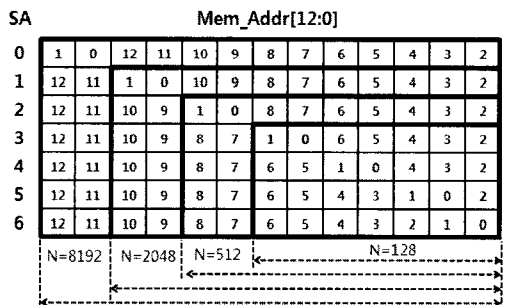 SA Mem_Addr[12:0]
0 1 0 12 11 10 9 8 7 6 5 4 3 2
1 12 11 1 0 10 9 8 7 6 5 4 3 2
2 12 11 10 9 1 0 8 7 6 5 4 3 2
3 12 11 10 9 8 7 1 0 6 5 4 3 2
4 12 11 10 9 8 7 6 5 1 0 4 3 2
5 12 11 10 9 8 7 6 5 4 3 1 0 2
6 12 11 10 9 8 7 6 5 4 3 2 1 0
N=8192 N=2048 N=512 N=128